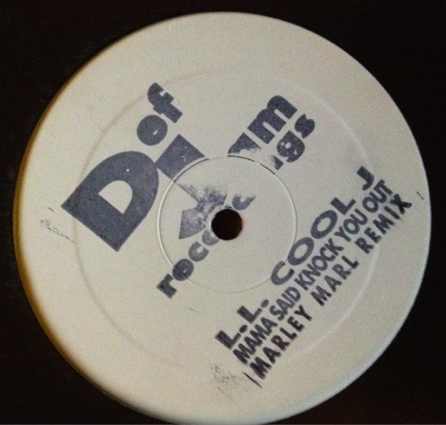 Def Jam
recordings
L.L. COOL J
MAMA SAID KNOCK YOU OUT
MARLEY MARL REMIX